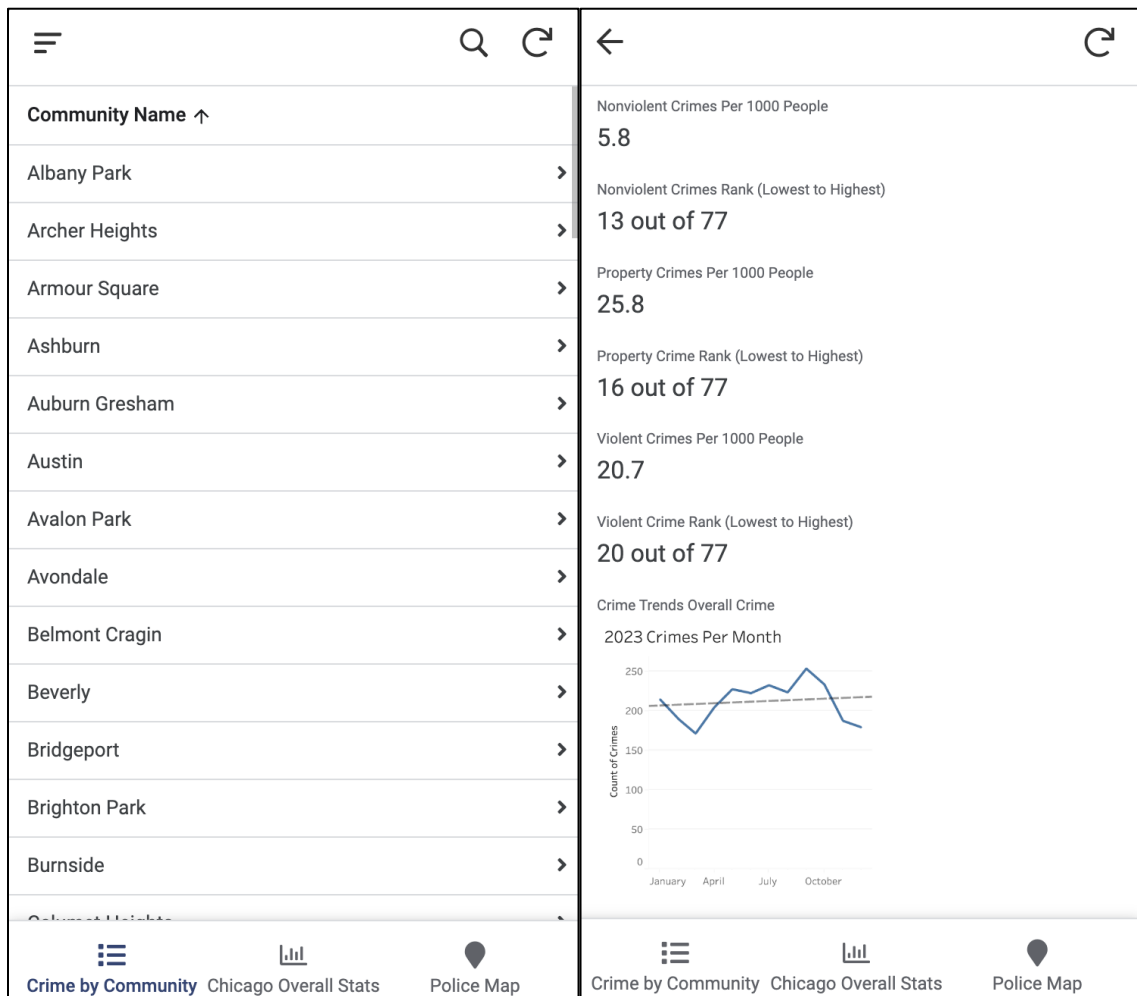 Community Name ↑
Albany Park
Archer Heights
Armour Square
Ashburn
Auburn Gresham
Austin
Avalon Park
Avondale
Belmont Cragin
Beverly
Bridgeport
Brighton Park
Burnside
Calumet Heights
Crime by Community
Chicago Overall Stats
Police Map
Nonviolent Crimes Per 1000 People
5.8
Nonviolent Crimes Rank (Lowest to Highest)
13 out of 77
Property Crimes Per 1000 People
25.8
Property Crime Rank (Lowest to Highest)
16 out of 77
Violent Crimes Per 1000 People
20.7
Violent Crime Rank (Lowest to Highest)
20 out of 77
Crime Trends Overall Crime
2023 Crimes Per Month
Count of Crimes
250
200
150
100
50
0
January April July October
Crime by Community
Chicago Overall Stats
Police Map